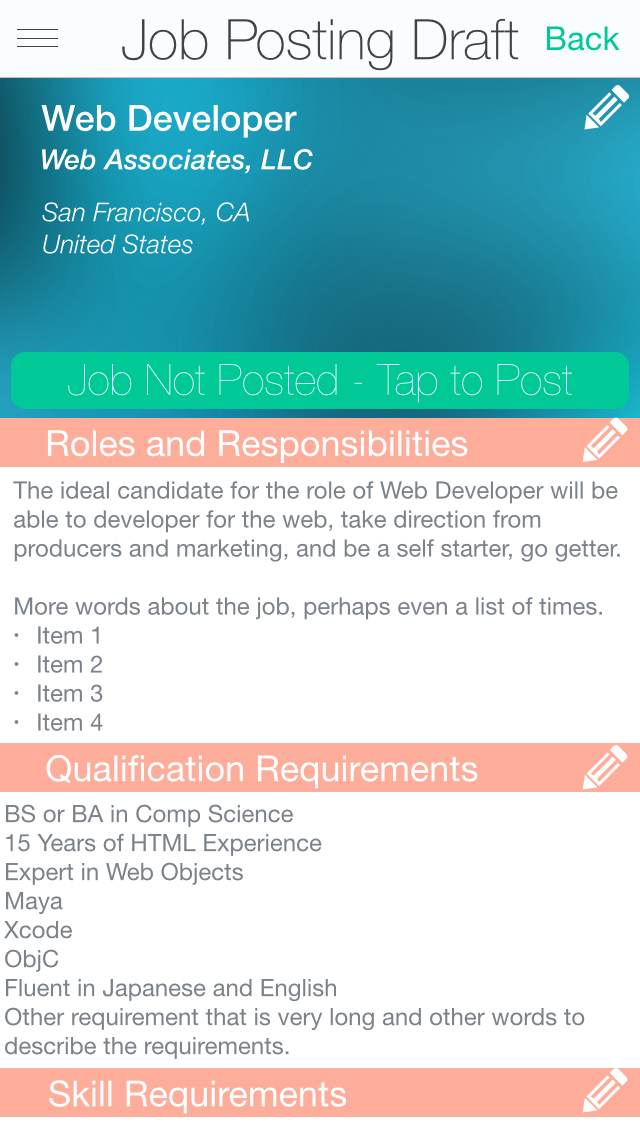 Job Posting Draft Back
Web Developer
Web Associates, LLC
San Francisco, CA
United States
Job Not Posted - Tap to Post
Roles and Responsibilities
The ideal candidate for the role of Web Developer will be
able to developer for the web, take direction from
producers and marketing, and be a self starter, go getter.
More words about the job, perhaps even a list of times.
• Item 1
• Item 2
• Item 3
• Item 4
Qualification Requirements
BS or BA in Comp Science
15 Years of HTML Experience
Expert in Web Objects
Maya
Xcode
ObjC
Fluent in Japanese and English
Other requirement that is very long and other words to
describe the requirements.
Skill Requirements